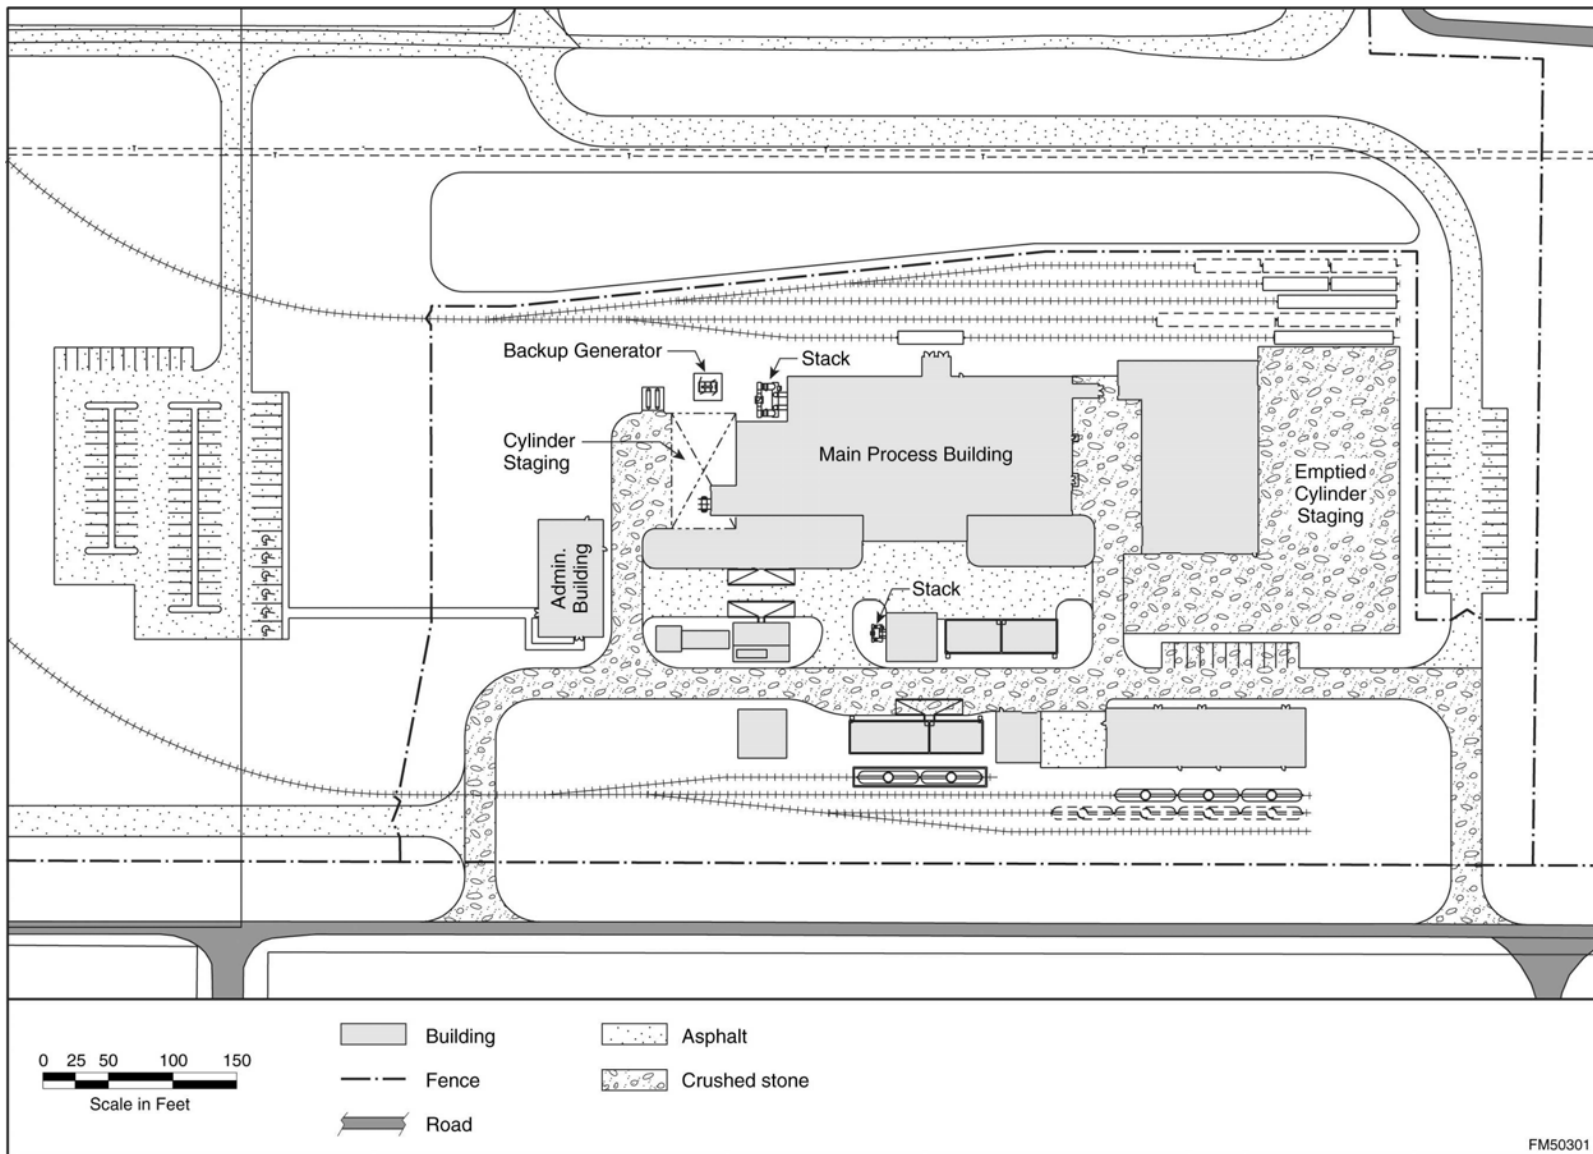 Backup Generator
Stack
Cylinder
Staging
Main Process Building
Emptied
Cylinder
Staging
Admin.
Building
Stack
0 25 50 100 150
Scale in Feet
Building
Fence
Road
Asphalt
Crushed stone
FM50301